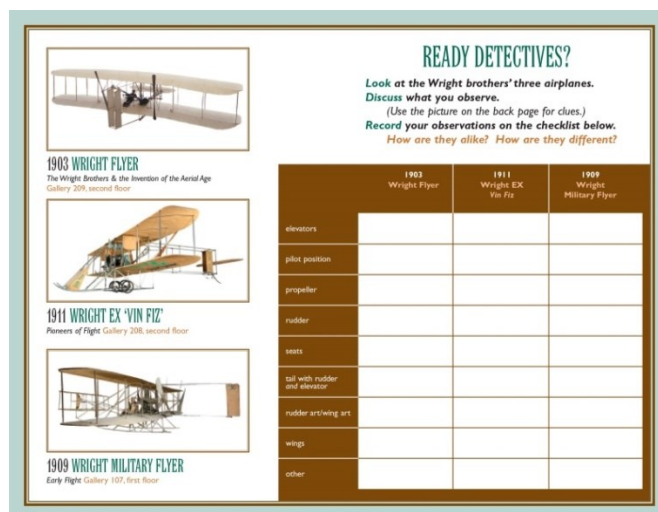 READY DETECTIVES?
Look at the Wright brothers' three airplanes.
Discuss what you observe.
(Use the picture on the back page for clues.)
Record your observations on the checklist below.
How are they alike? How are they different?
1903 WRIGHT FLYER
The Wright Brothers & the Invention of the Aerial Age
Gallery 209, second floor
1911 WRIGHT EX 'VIN FIZ'
Pioneers of Flight Gallery 208, second floor
1909 WRIGHT MILITARY FLYER
Early Flight Gallery 107, first floor
1903 1911 1909
Wright Flyer Wright EX Wright
Vin Fiz Military Flyer
elevators
pilot position
propeller
rudder
seats
tail with rudder
and elevator
rudder art/wing art
wings
other